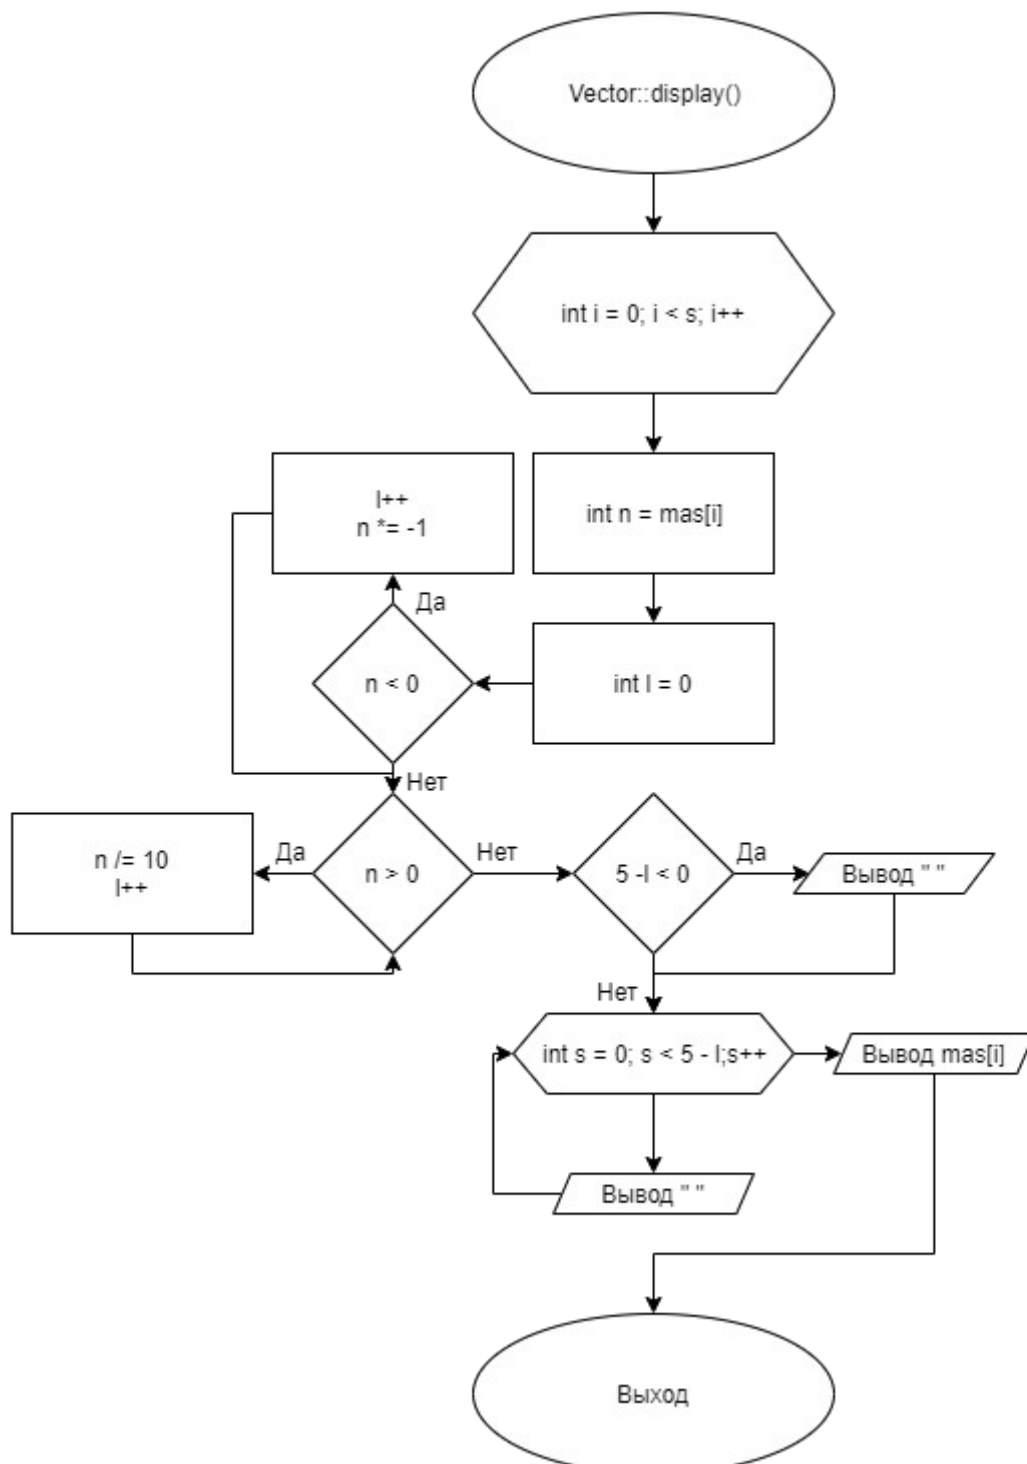 Vector::display()
int i = 0; i < s; i++
l++
n *= -1
int n = mas[i]
Да
n < 0
int l = 0
Нет
n /= 10
l++
Да
n > 0
Нет
5 -l < 0
Да
Вывод " "
Нет
int s = 0; s < 5 - l;s++
Вывод mas[i]
Вывод " "
Выход